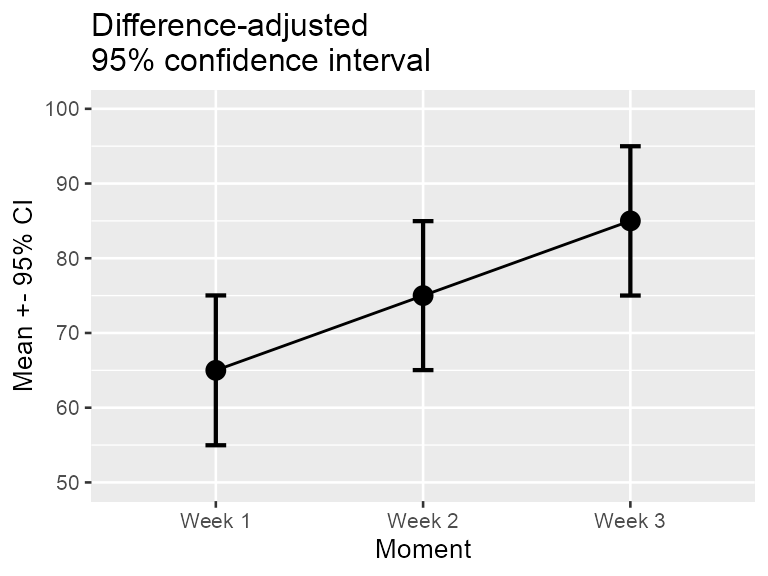 Difference-adjusted
95% confidence interval
Mean +- 95% CI
100
90
80
70
60
50
Week 1
Week 2
Week 3
Moment